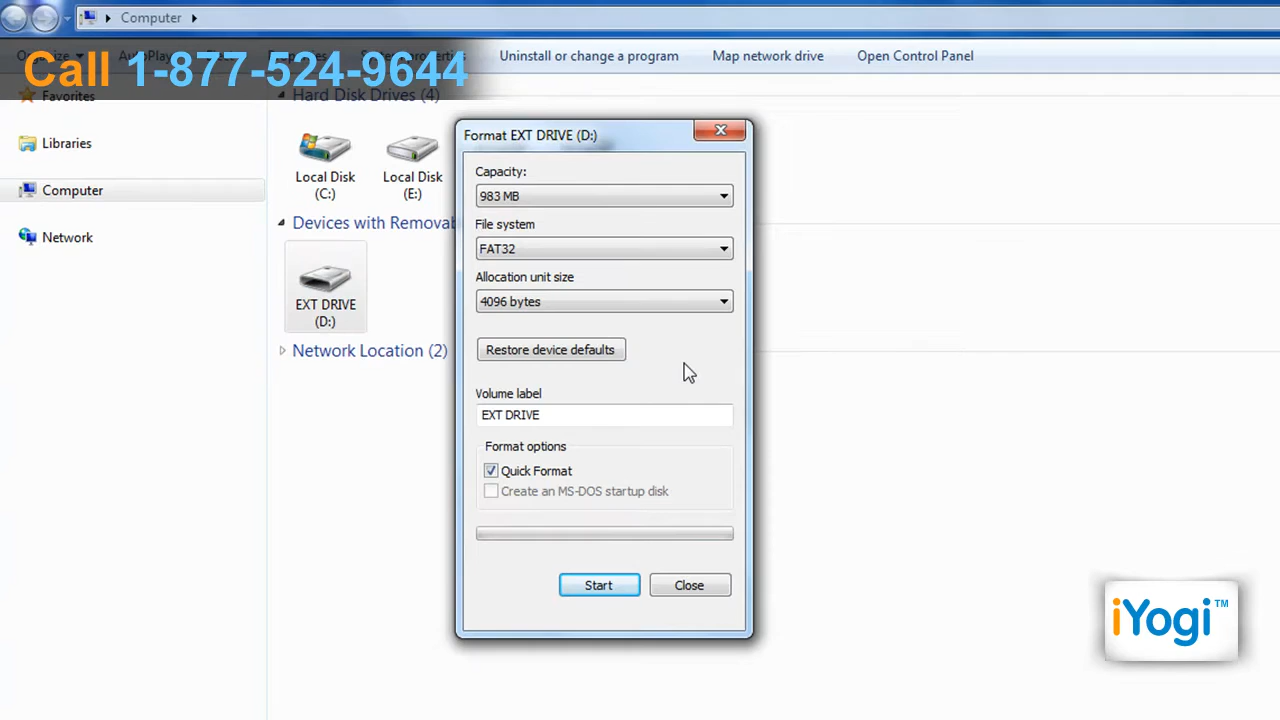 Computer
Call 1-877-524-9644
Uninstall or change a program
Map network drive
Open Control Panel
Favorites
Libraries
Computer
Network
Hard Disk Drives (4)
Local Disk
(C:)
Local Disk
(E:)
Devices with Remova
EXT DRIVE
(D:)
Network Location (2)
Format EXT DRIVE (D:)
Capacity:
983 MB
File system
FAT32
Allocation unit size
4096 bytes
Restore device defaults
Volume label
EXT DRIVE
Format options
Quick Format
Create an MS-DOS startup disk
Start
Close
iYogi™